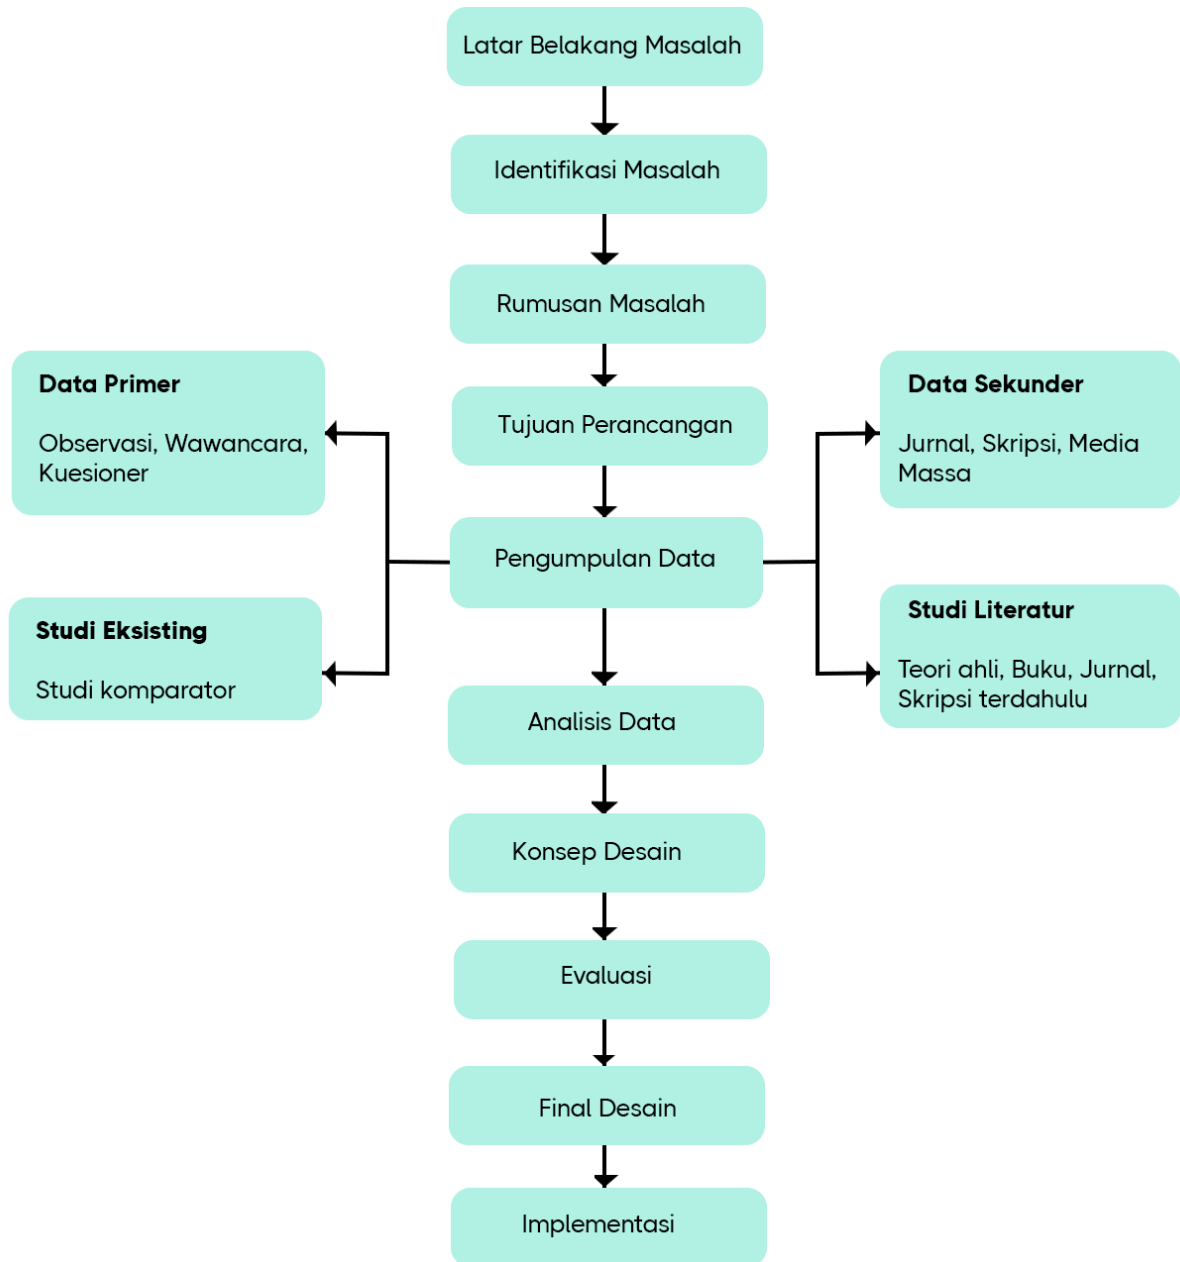 Latar Belakang Masalah
Identifikasi Masalah
Rumusan Masalah
Tujuan Perancangan
Pengumpulan Data
Data Primer
Observasi, Wawancara,
Kuesioner
Studi Eksisting
Studi komparator
Data Sekunder
Jurnal, Skripsi, Media
Massa
Studi Literatur
Teori ahli, Buku, Jurnal,
Skripsi terdahulu
Analisis Data
Konsep Desain
Evaluasi
Final Desain
Implementasi